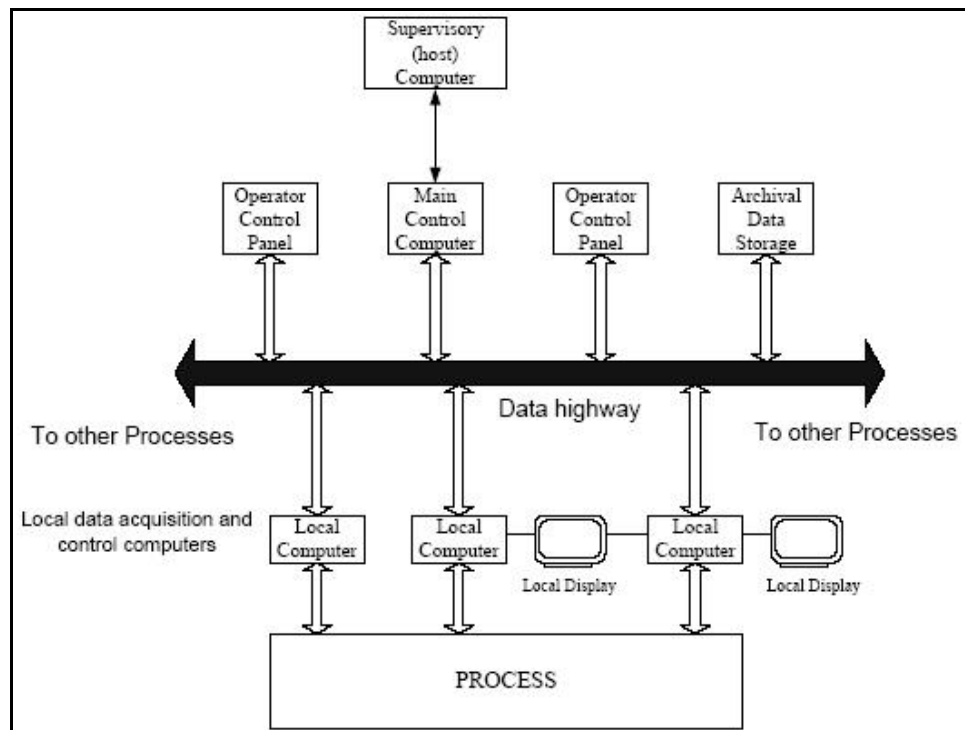 Supervisory
(host)
Computer
Operator
Control
Panel
Main
Control
Computer
Operator
Control
Panel
Archival
Data
Storage
Data highway
To other Processes
To other Processes
Local data acquisition and
control computers
Local
Computer
Local
Computer
Local
Computer
Local Display
Local Display
PROCESS